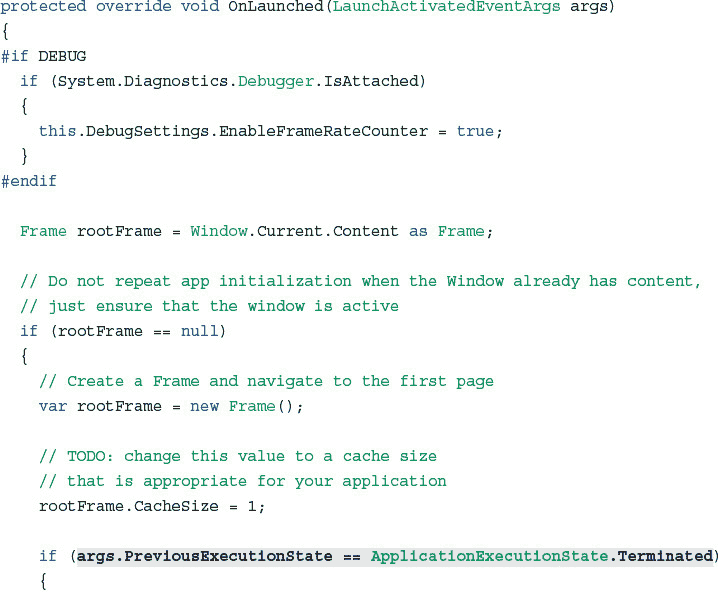 protected override void OnLaunched(LaunchActivatedEventArgs args)
{
#if DEBUG
  if (System.Diagnostics.Debugger.IsAttached)
  {
    this.DebugSettings.EnableFrameRateCounter = true;
  }
#endif

  Frame rootFrame = Window.Current.Content as Frame;

  // Do not repeat app initialization when the Window already has content,
  // just ensure that the window is active
  if (rootFrame == null)
  {
    // Create a Frame and navigate to the first page
    var rootFrame = new Frame();

    // TODO: change this value to a cache size
    // that is appropriate for your application
    rootFrame.CacheSize = 1;

    if (args.PreviousExecutionState == ApplicationExecutionState.Terminated)
    {